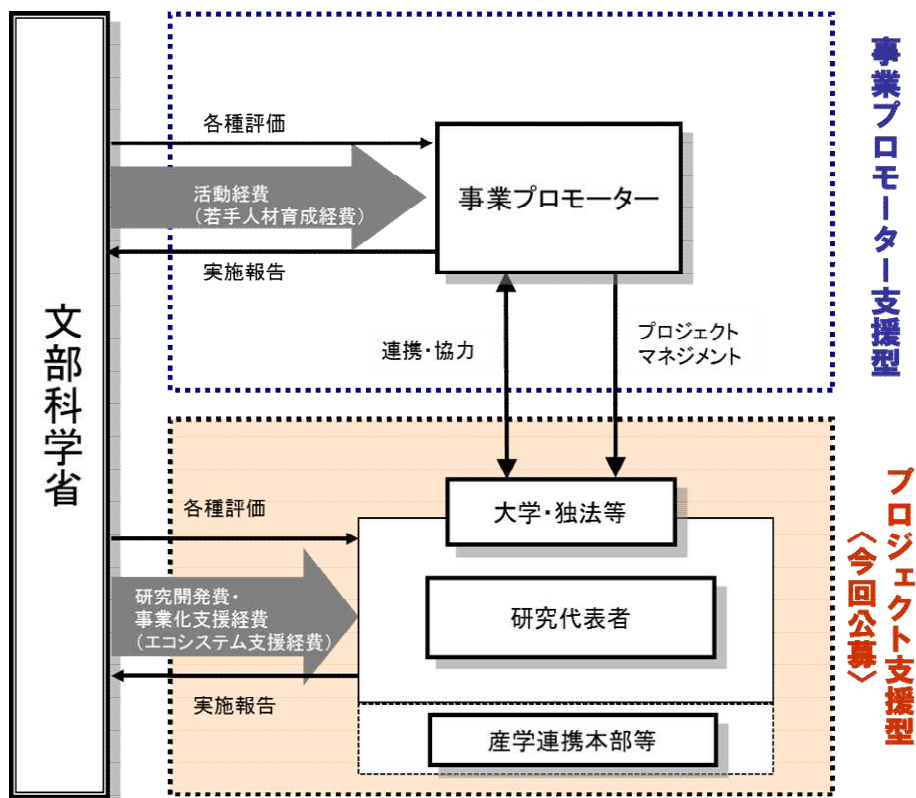 文部科学省
事業プロモーター支援型
各種評価
活動経費
(若手人材育成経費)
実施報告
事業プロモーター
連携・協力
プロジェクト
マネジメント
プロジェクト支援型
〈今回公募〉
各種評価
研究開発費・
事業化支援経費
(エコシステム支援経費)
実施報告
大学・独法等
研究代表者
産学連携本部等